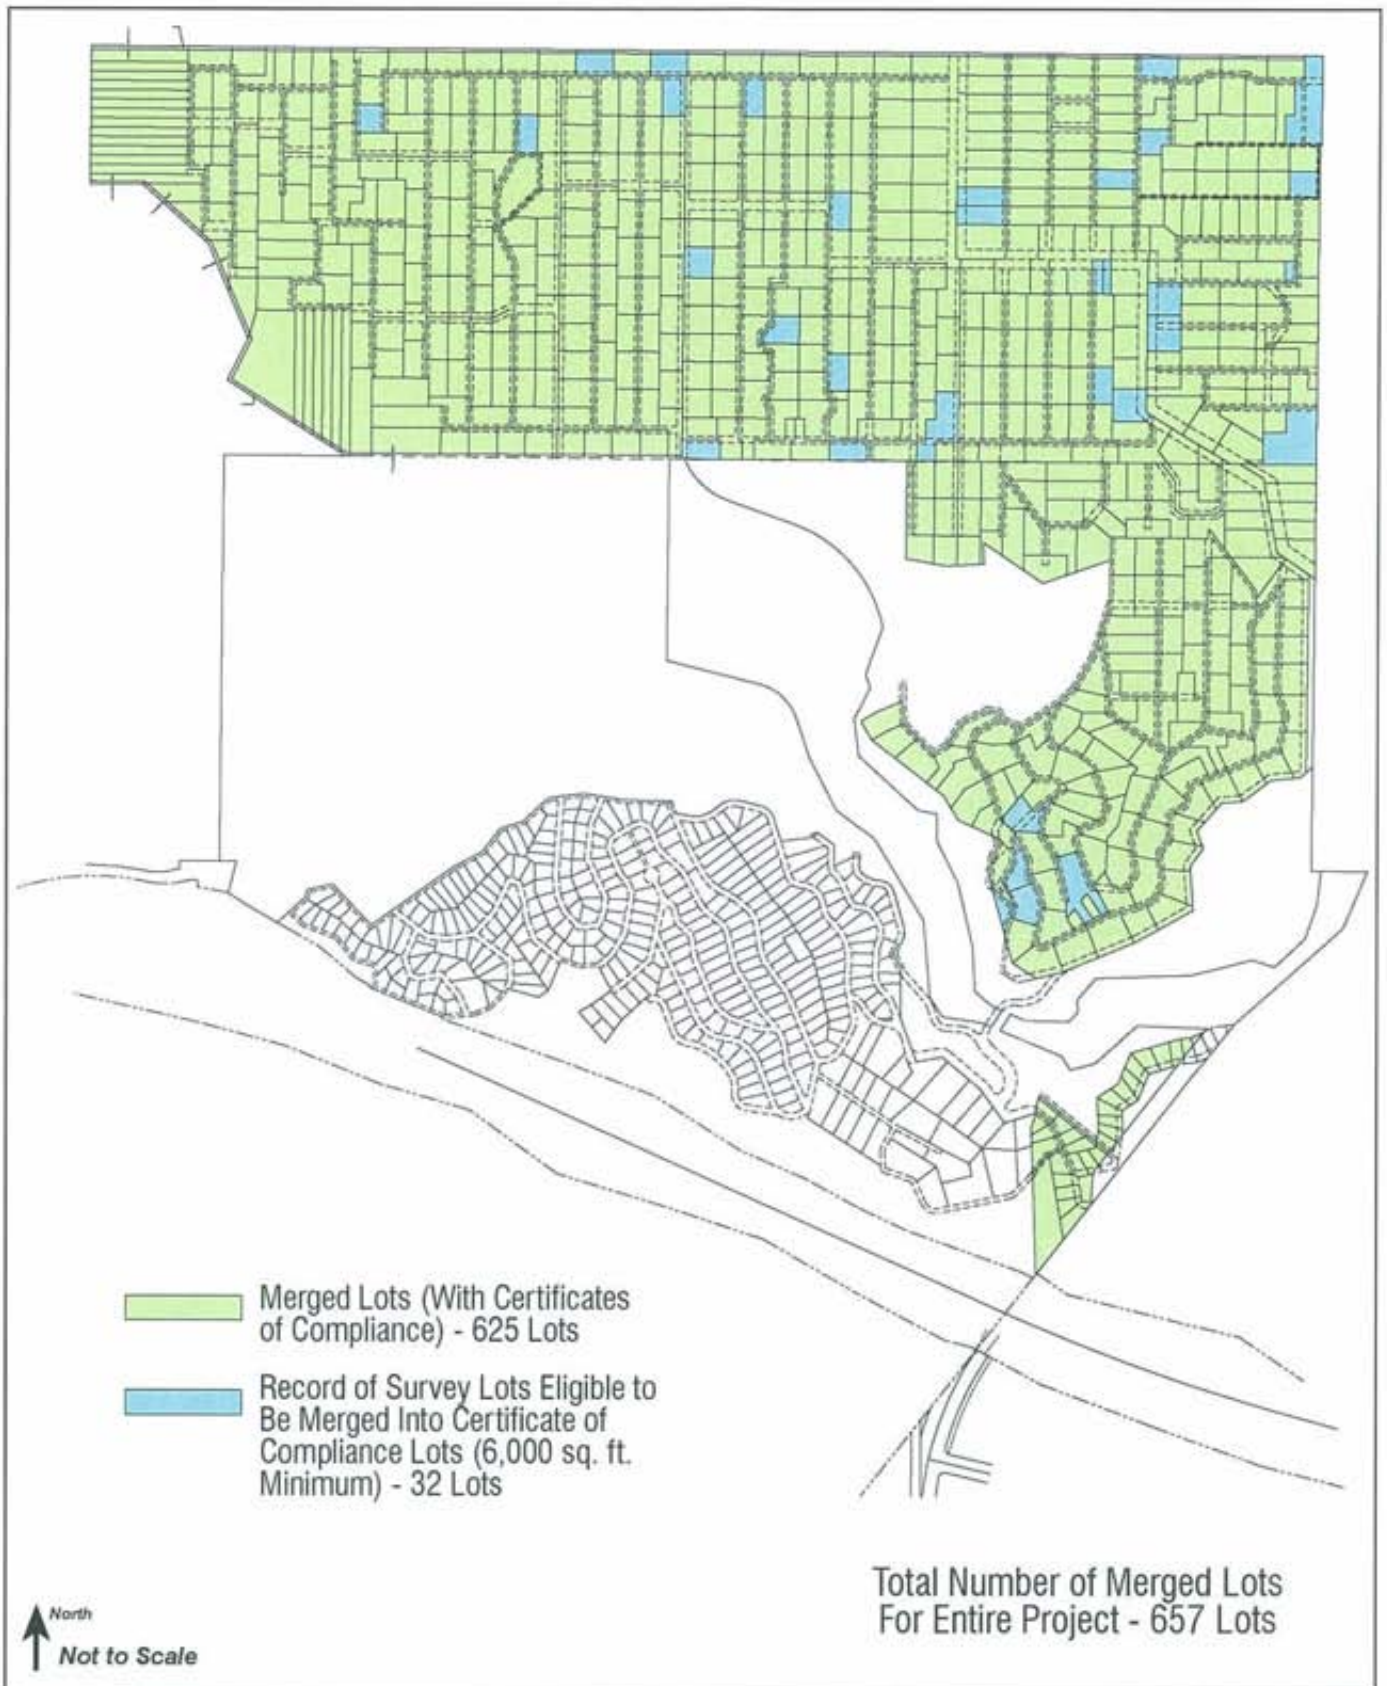 Merged Lots (With Certificates
of Compliance) - 625 Lots
Record of Survey Lots Eligible to
Be Merged Into Certificate of
Compliance Lots (6,000 sq. ft.
Minimum) - 32 Lots
Total Number of Merged Lots
For Entire Project - 657 Lots
North
Not to Scale